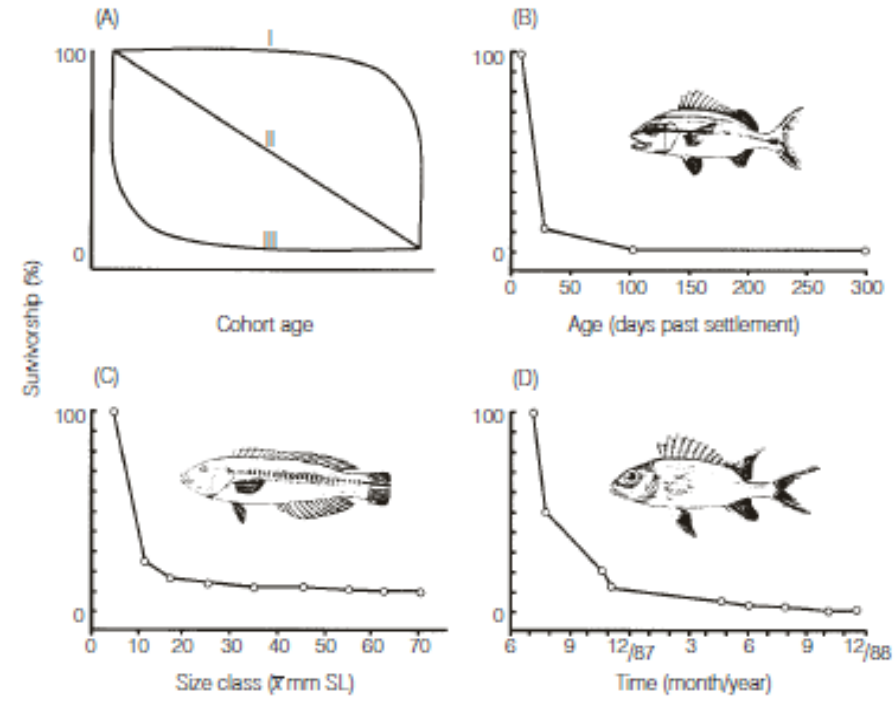 (A)
I
100
II
III
0
Cohort age
(B)
100
0
0 50 100 150 200 250 300
Age (days past settlement)
Survivorship (%)
(C)
100
0
0 10 20 30 40 50 60 70
Size class (x̅ mm SL)
(D)
100
0
6 9 12/87 3 6 9 12/88
Time (month/year)